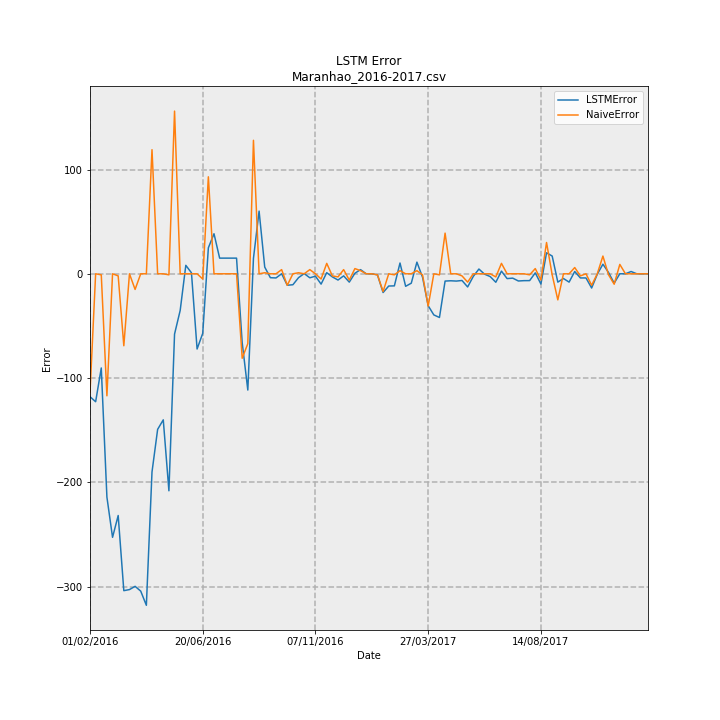 LSTM Error
Maranhao_2016-2017.csv
LSTMError
NaiveError
100
0
−100
−200
−300
Error
01/02/2016 20/06/2016 07/11/2016 27/03/2017 14/08/2017
Date